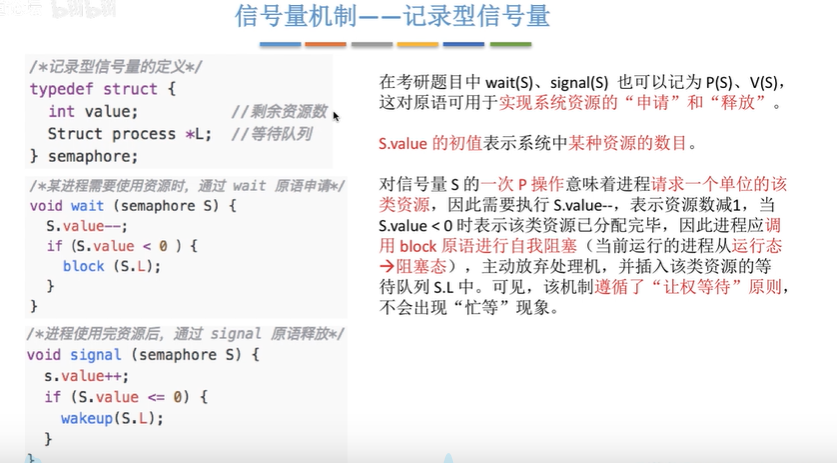 信号量机制——记录型信号量
/*记录型信号量的定义*/
typedef struct {
int value; //剩余资源数
Struct process *L; //等待队列
} semaphore;
/*某进程需要使用资源时，通过 wait 原语申请*/
void wait (semaphore S) {
S.value--;
if (S.value < 0 ) {
block (S.L);
}
}
/*进程使用完资源后，通过 signal 原语释放*/
void signal (semaphore S) {
s.value++;
if (S.value <= 0) {
wakeup(S.L);
}
}
在考研题目中 wait(S)、signal(S) 也可以记为 P(S)、V(S)，
这对原语可用于实现系统资源的“申请”和“释放”。
S.value 的初值表示系统中某种资源的数目。
对信号量 S 的一次 P 操作意味着进程请求一个单位的该
类资源，因此需要执行 S.value--，表示资源数减1，当
S.value < 0 时表示该类资源已分配完毕，因此进程应调
用 block 原语进行自我阻塞（当前运行的进程从运行态
→阻塞态），主动放弃处理机，并插入该类资源的等
待队列 S.L 中。可见，该机制遵循了“让权等待”原则，
不会出现“忙等”现象。